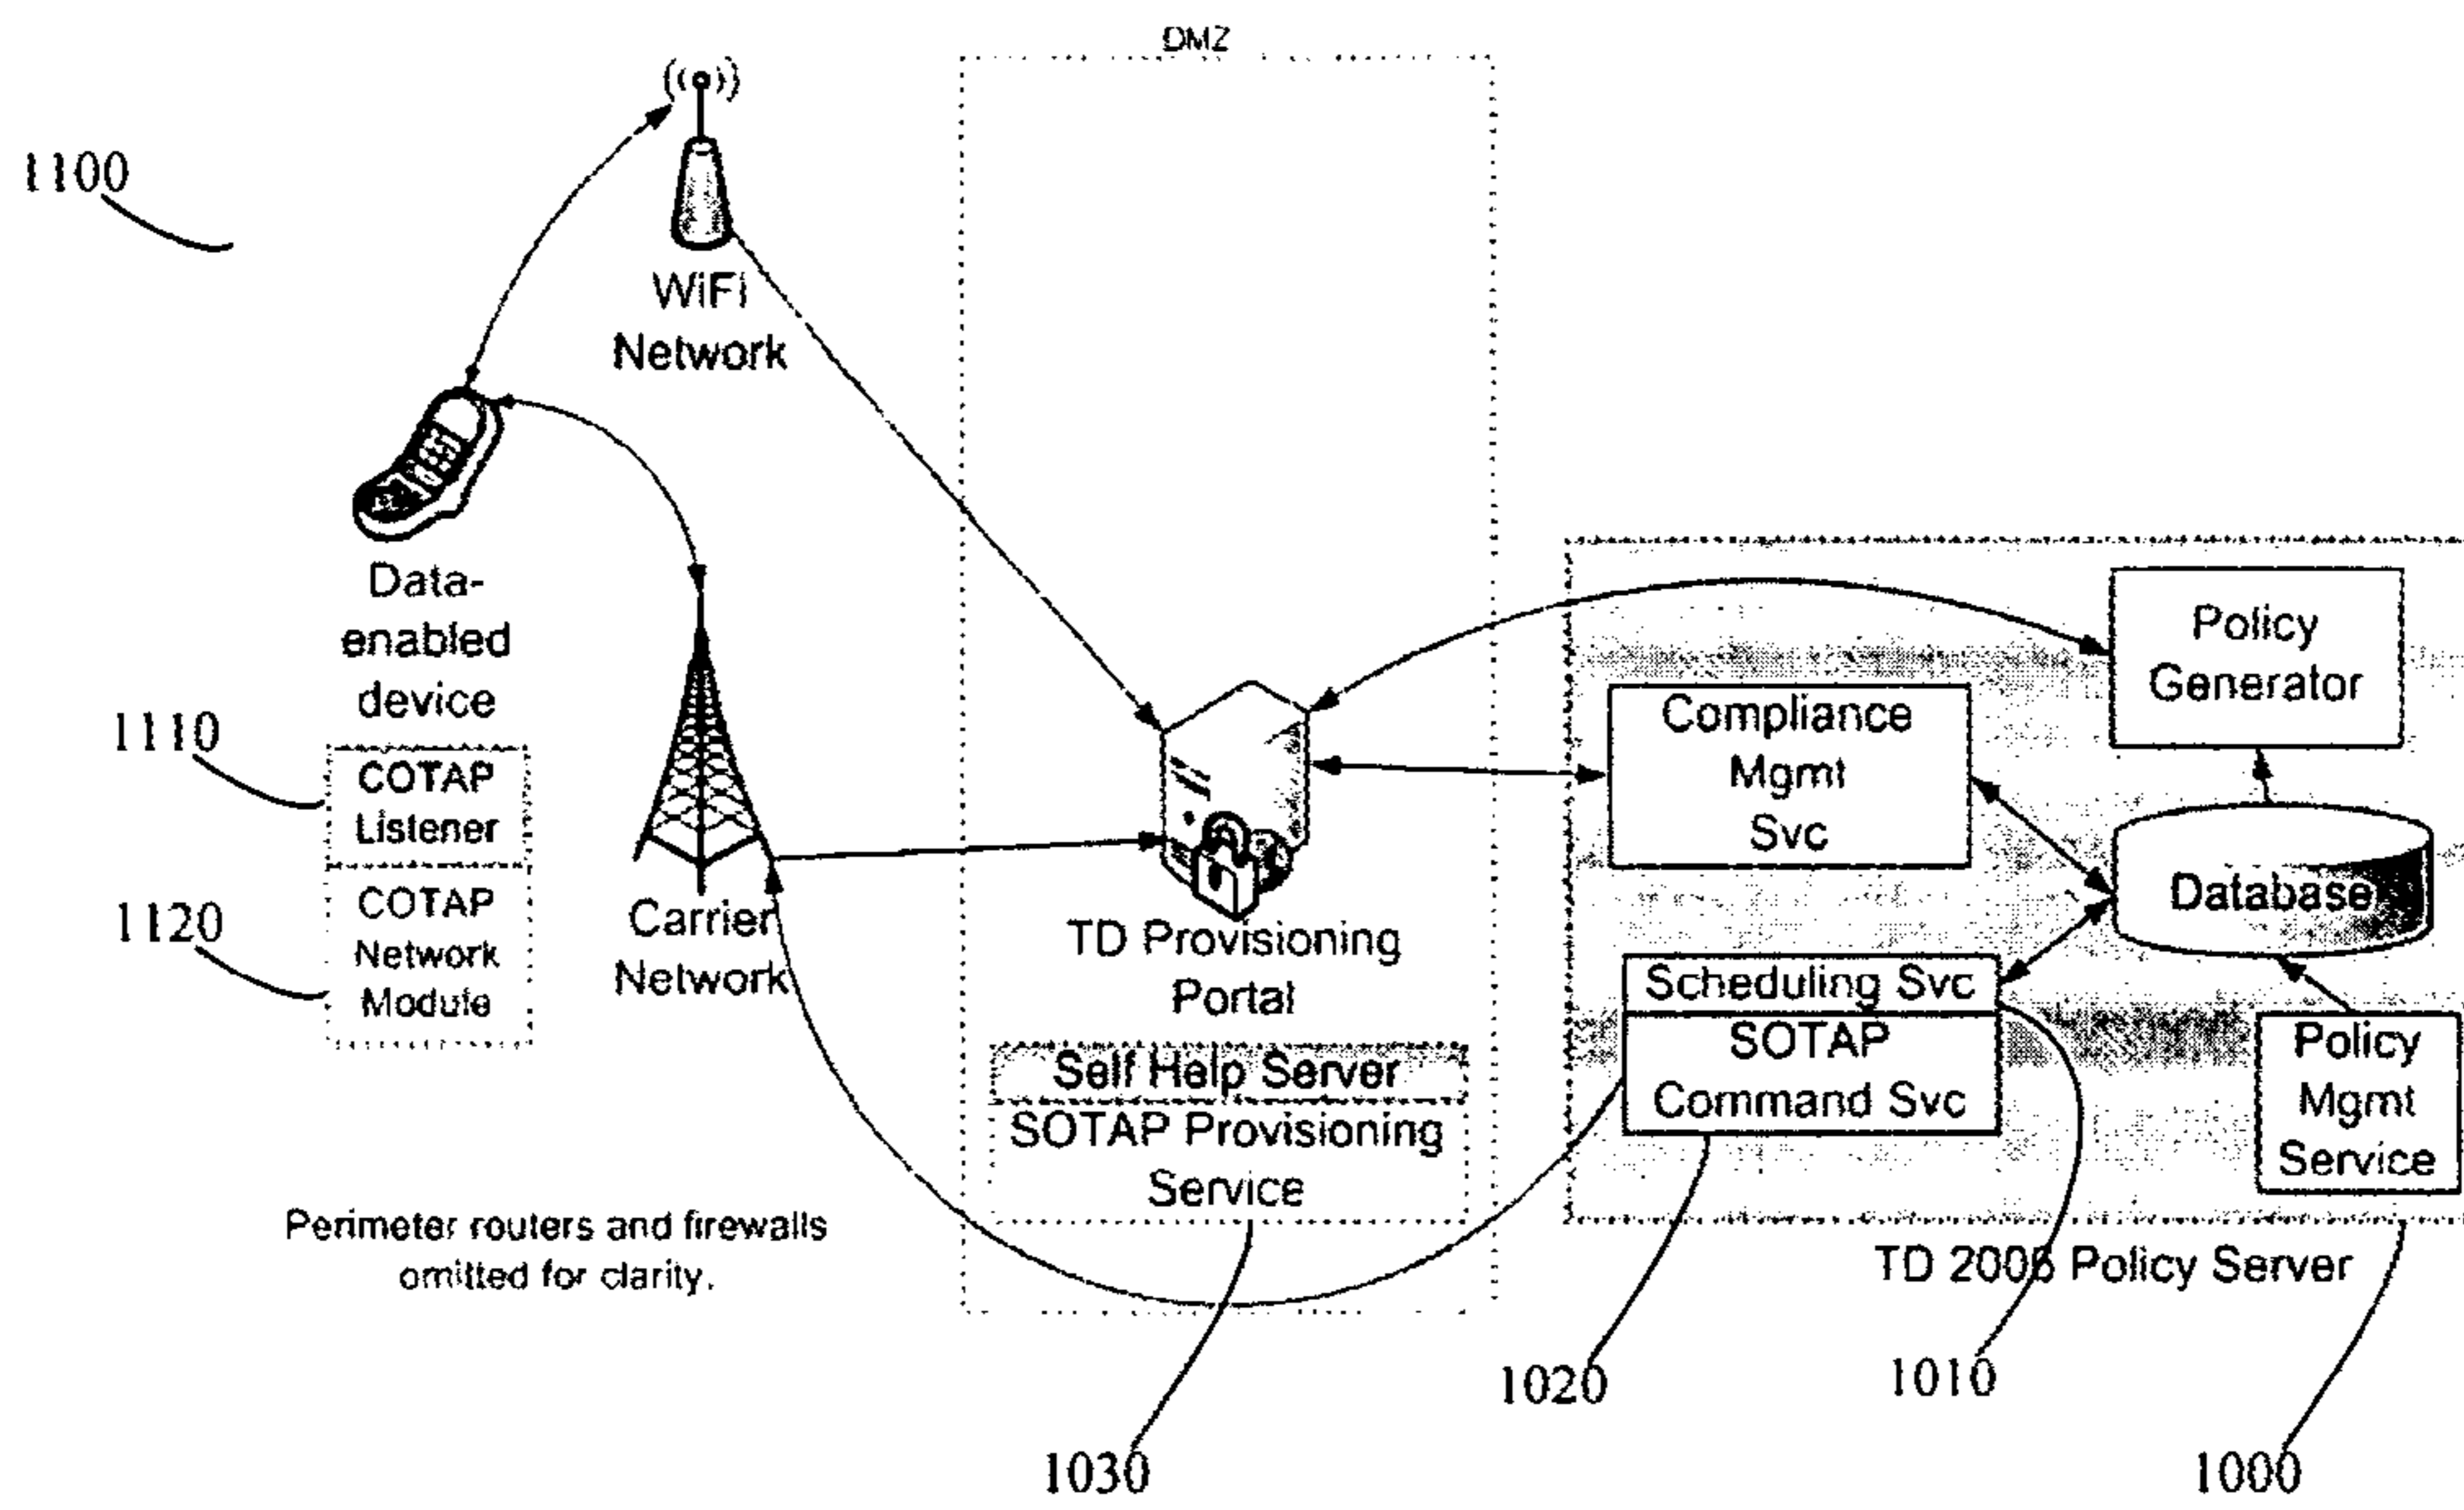 DMZ
1100
WiFi
Network
Data-
enabled
device
1110
COTAP
Listener
1120
COTAP
Network
Module
Carrier
Network
Perimeter routers and firewalls
omitted for clarity.
TD Provisioning
Portal
Self Help Server
SOTAP Provisioning
Service
1030
Policy
Generator
Compliance
Mgmt
Svc
Database
Scheduling Svc
SOTAP
Command Svc
Policy
Mgmt
Service
TD 2006 Policy Server
1020
1010
1000